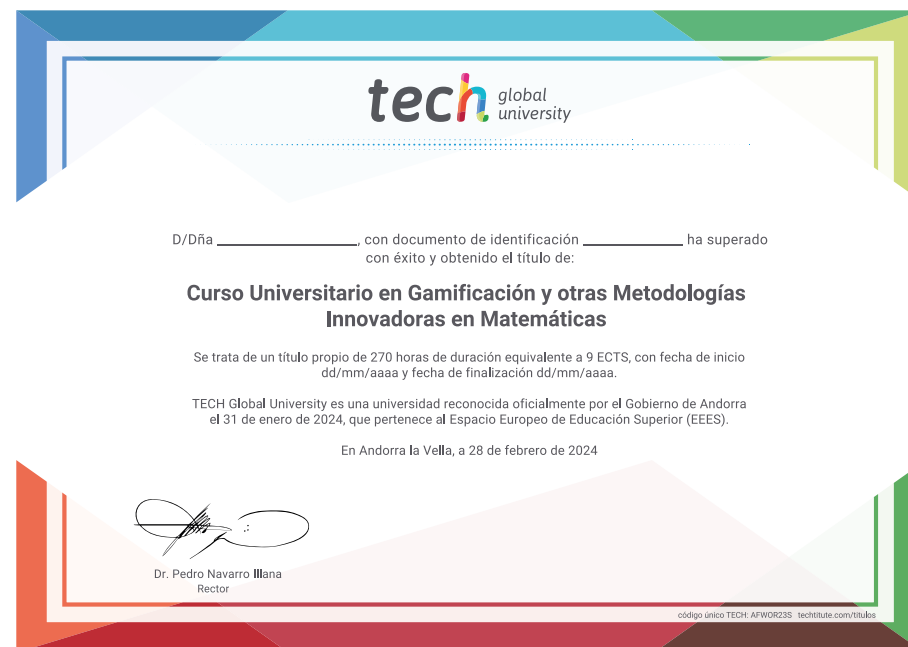 tech global university
D/Dña ____________________, con documento de identificación ______________ ha superado
con éxito y obtenido el título de:
Curso Universitario en Gamificación y otras Metodologías
Innovadoras en Matemáticas
Se trata de un título propio de 270 horas de duración equivalente a 9 ECTS, con fecha de inicio
dd/mm/aaaa y fecha de finalización dd/mm/aaaa.
TECH Global University es una universidad reconocida oficialmente por el Gobierno de Andorra
el 31 de enero de 2024, que pertenece al Espacio Europeo de Educación Superior (EEES).
En Andorra la Vella, a 28 de febrero de 2024
Dr. Pedro Navarro Illana
Rector
código único TECH: AFWOR23S techtitute.com/titulos